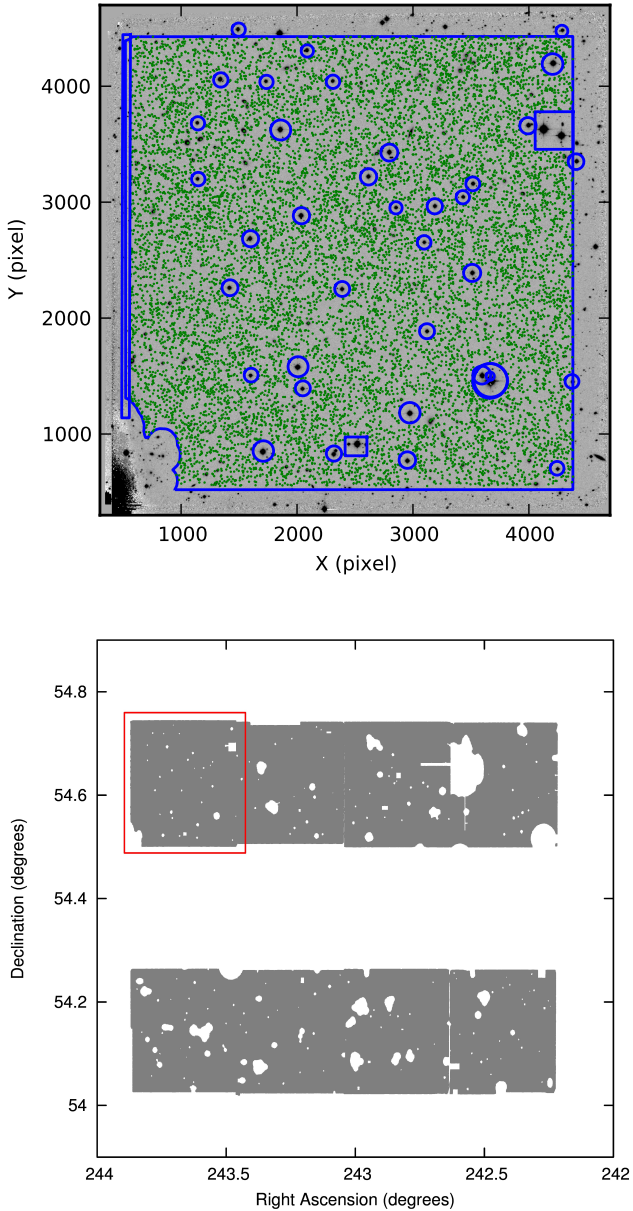 4000
3000
2000
1000
Y (pixel)
1000 2000 3000 4000
X (pixel)
54.8
54.6
54.4
54.2
54
Declination (degrees)
244 243.5 243 242.5 242
Right Ascension (degrees)